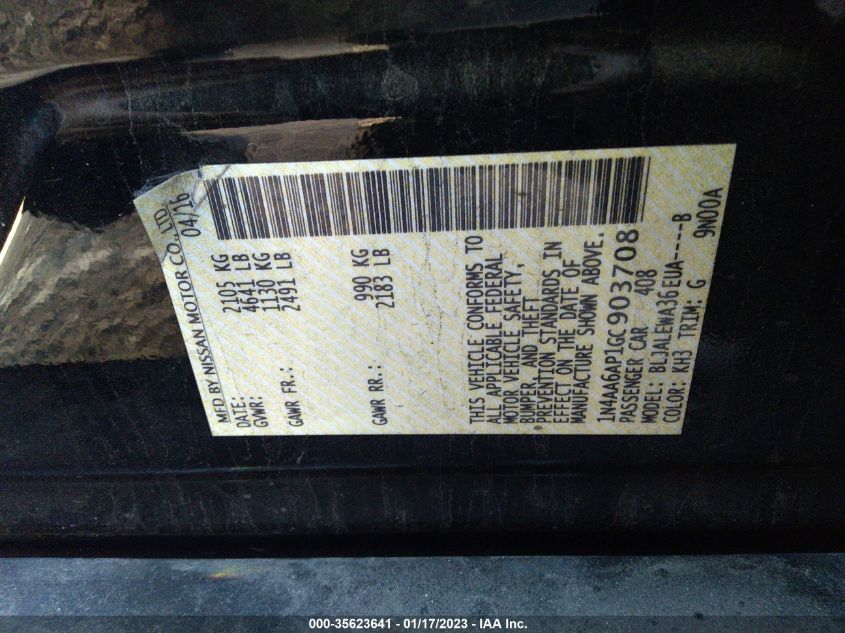 MFD BY NISSAN MOTOR CO., LTD.
DATE: 04/16
GVWR: 2105 KG
4641 LB
GAWR FR.: 1130 KG
2491 LB
GAWR RR.: 990 KG
2183 LB
THIS VEHICLE CONFORMS TO
ALL APPLICABLE FEDERAL
MOTOR VEHICLE SAFETY,
BUMPER, AND THEFT
PREVENTION STANDARDS IN
EFFECT ON THE DATE OF
MANUFACTURE SHOWN ABOVE.
1N4AA6AP1GC903708
PASSENGER CAR 408
MODEL: BLJALEWA36EUA----B
COLOR: KH3 TRIM: G 9N00A
000-35623641 - 01/17/2023 - IAA Inc.